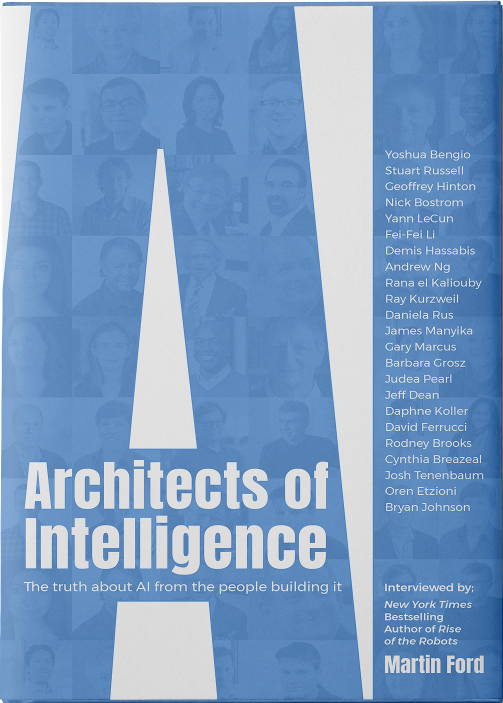 AI
Yoshua Bengio
Stuart Russell
Geoffrey Hinton
Nick Bostrom
Yann LeCun
Fei-Fei Li
Demis Hassabis
Andrew Ng
Rana el Kaliouby
Ray Kurzweil
Daniela Rus
James Manyika
Gary Marcus
Barbara Grosz
Judea Pearl
Jeff Dean
Daphne Koller
David Ferrucci
Rodney Brooks
Cynthia Breazeal
Josh Tenenbaum
Oren Etzioni
Bryan Johnson
Architects of
Intelligence
The truth about AI from the people building it
Interviewed by:
New York Times
Bestselling
Author of Rise
of the Robots
Martin Ford